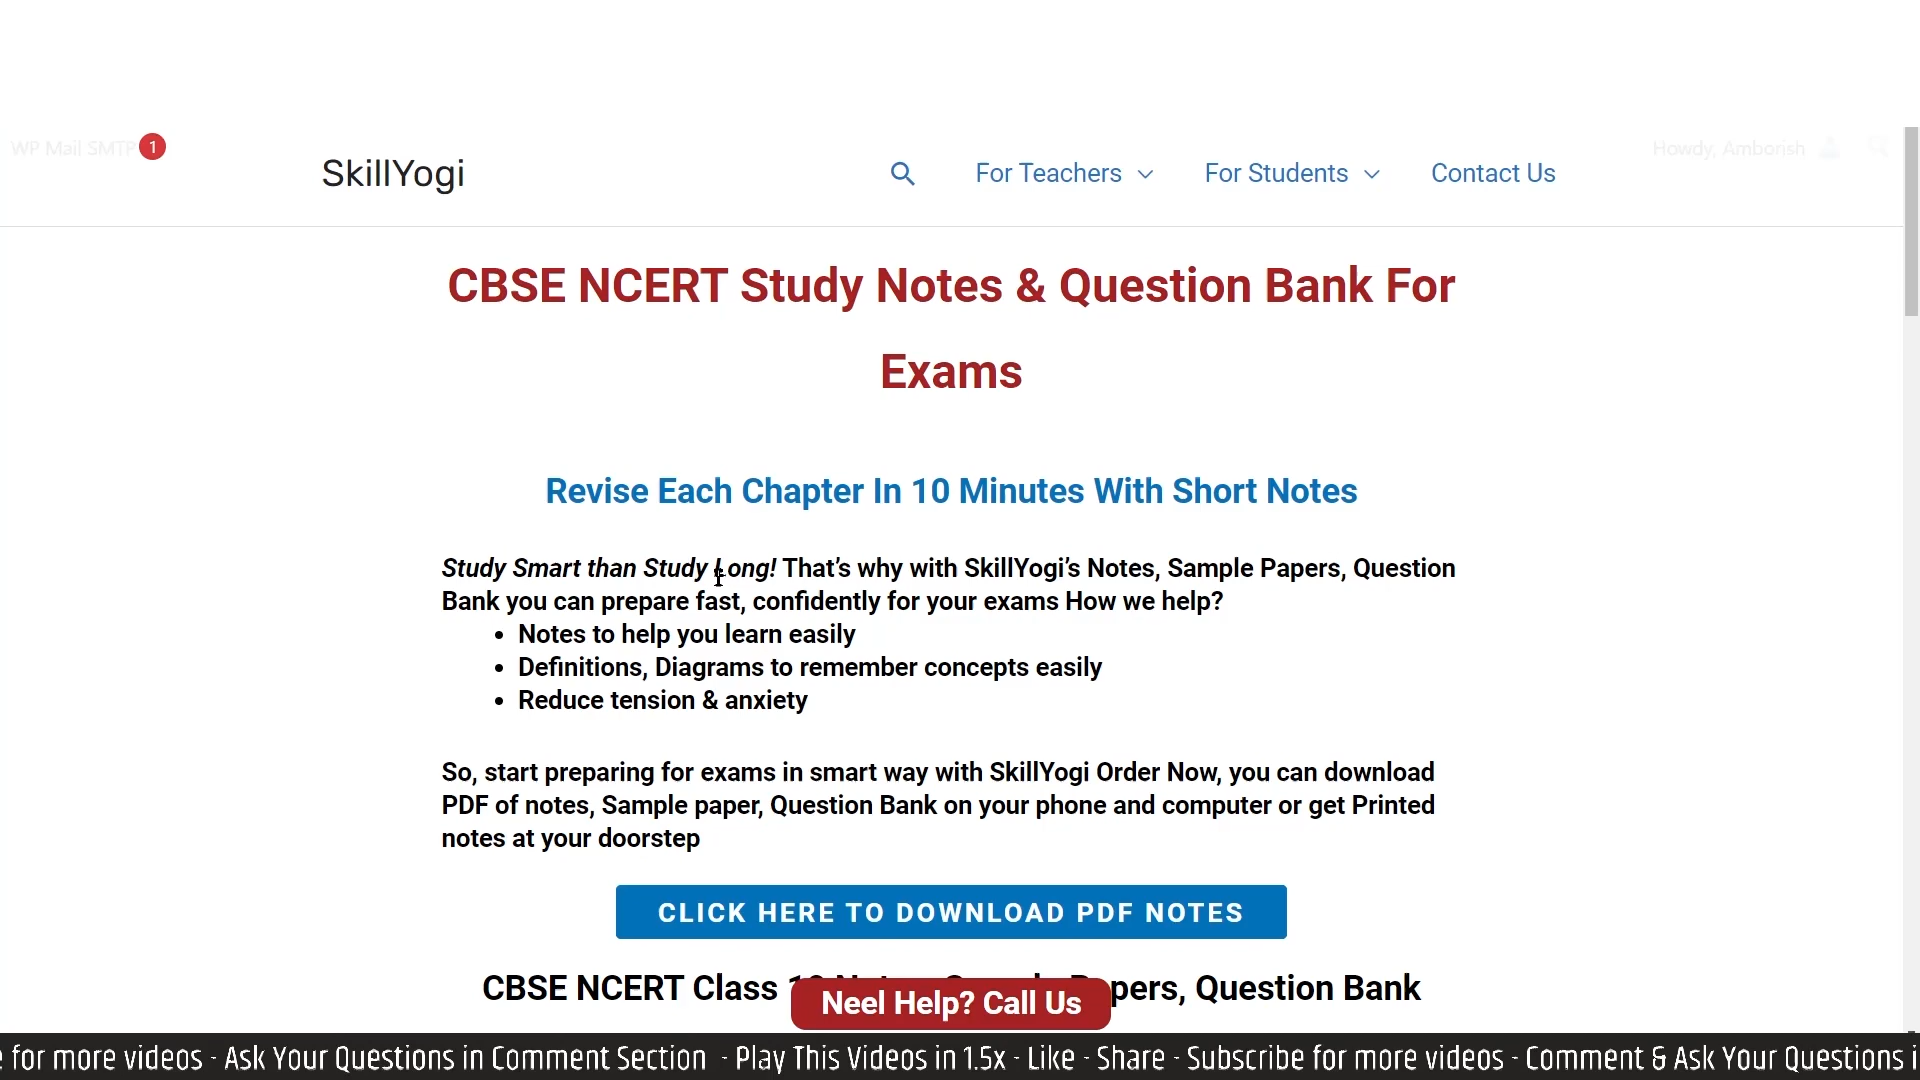 WP Mail SMTP 1
Howdy, Amborish
SkillYogi
For Teachers
For Students
Contact Us
CBSE NCERT Study Notes & Question Bank For
Exams
Revise Each Chapter In 10 Minutes With Short Notes
Study Smart than Study Long! That’s why with SkillYogi’s Notes, Sample Papers, Question
Bank you can prepare fast, confidently for your exams How we help?
• Notes to help you learn easily
• Definitions, Diagrams to remember concepts easily
• Reduce tension & anxiety
So, start preparing for exams in smart way with SkillYogi Order Now, you can download
PDF of notes, Sample paper, Question Bank on your phone and computer or get Printed
notes at your doorstep
CLICK HERE TO DOWNLOAD PDF NOTES
CBSE NCERT Class pers, Question Bank
Neel Help? Call Us
for more videos - Ask Your Questions in Comment Section - Play This Videos in 1.5x - Like - Share - Subscribe for more videos - Comment & Ask Your Questions i